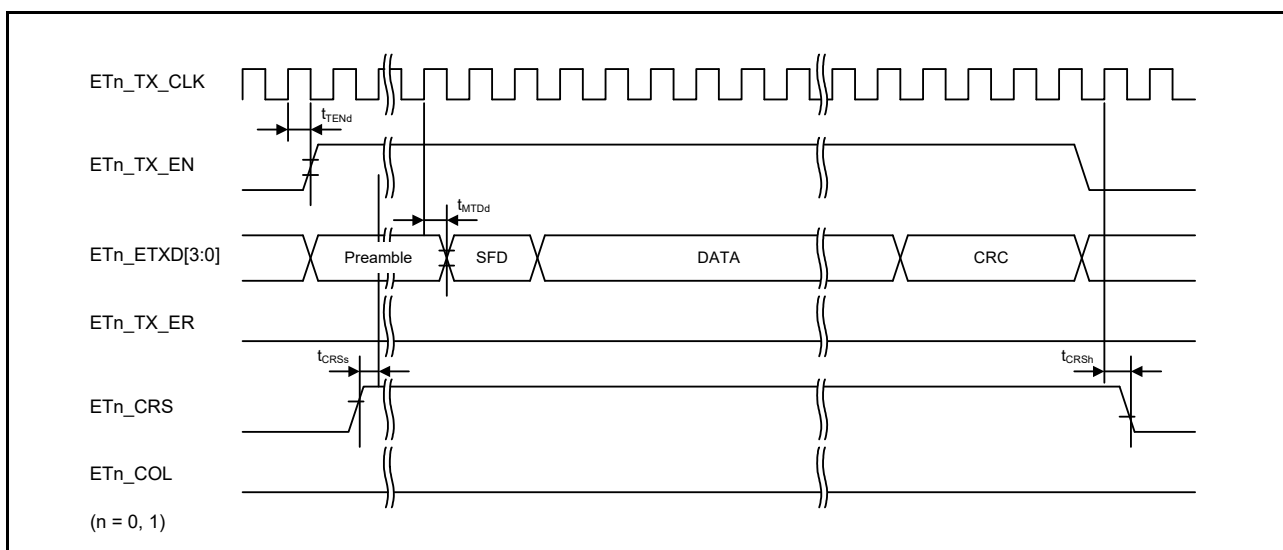 ETn_TX_CLK
tTENd
ETn_TX_EN
tMTDd
ETn_ETXD[3:0]
Preamble
SFD
DATA
CRC
ETn_TX_ER
tCRSs
tCRSh
ETn_CRS
ETn_COL
(n = 0, 1)